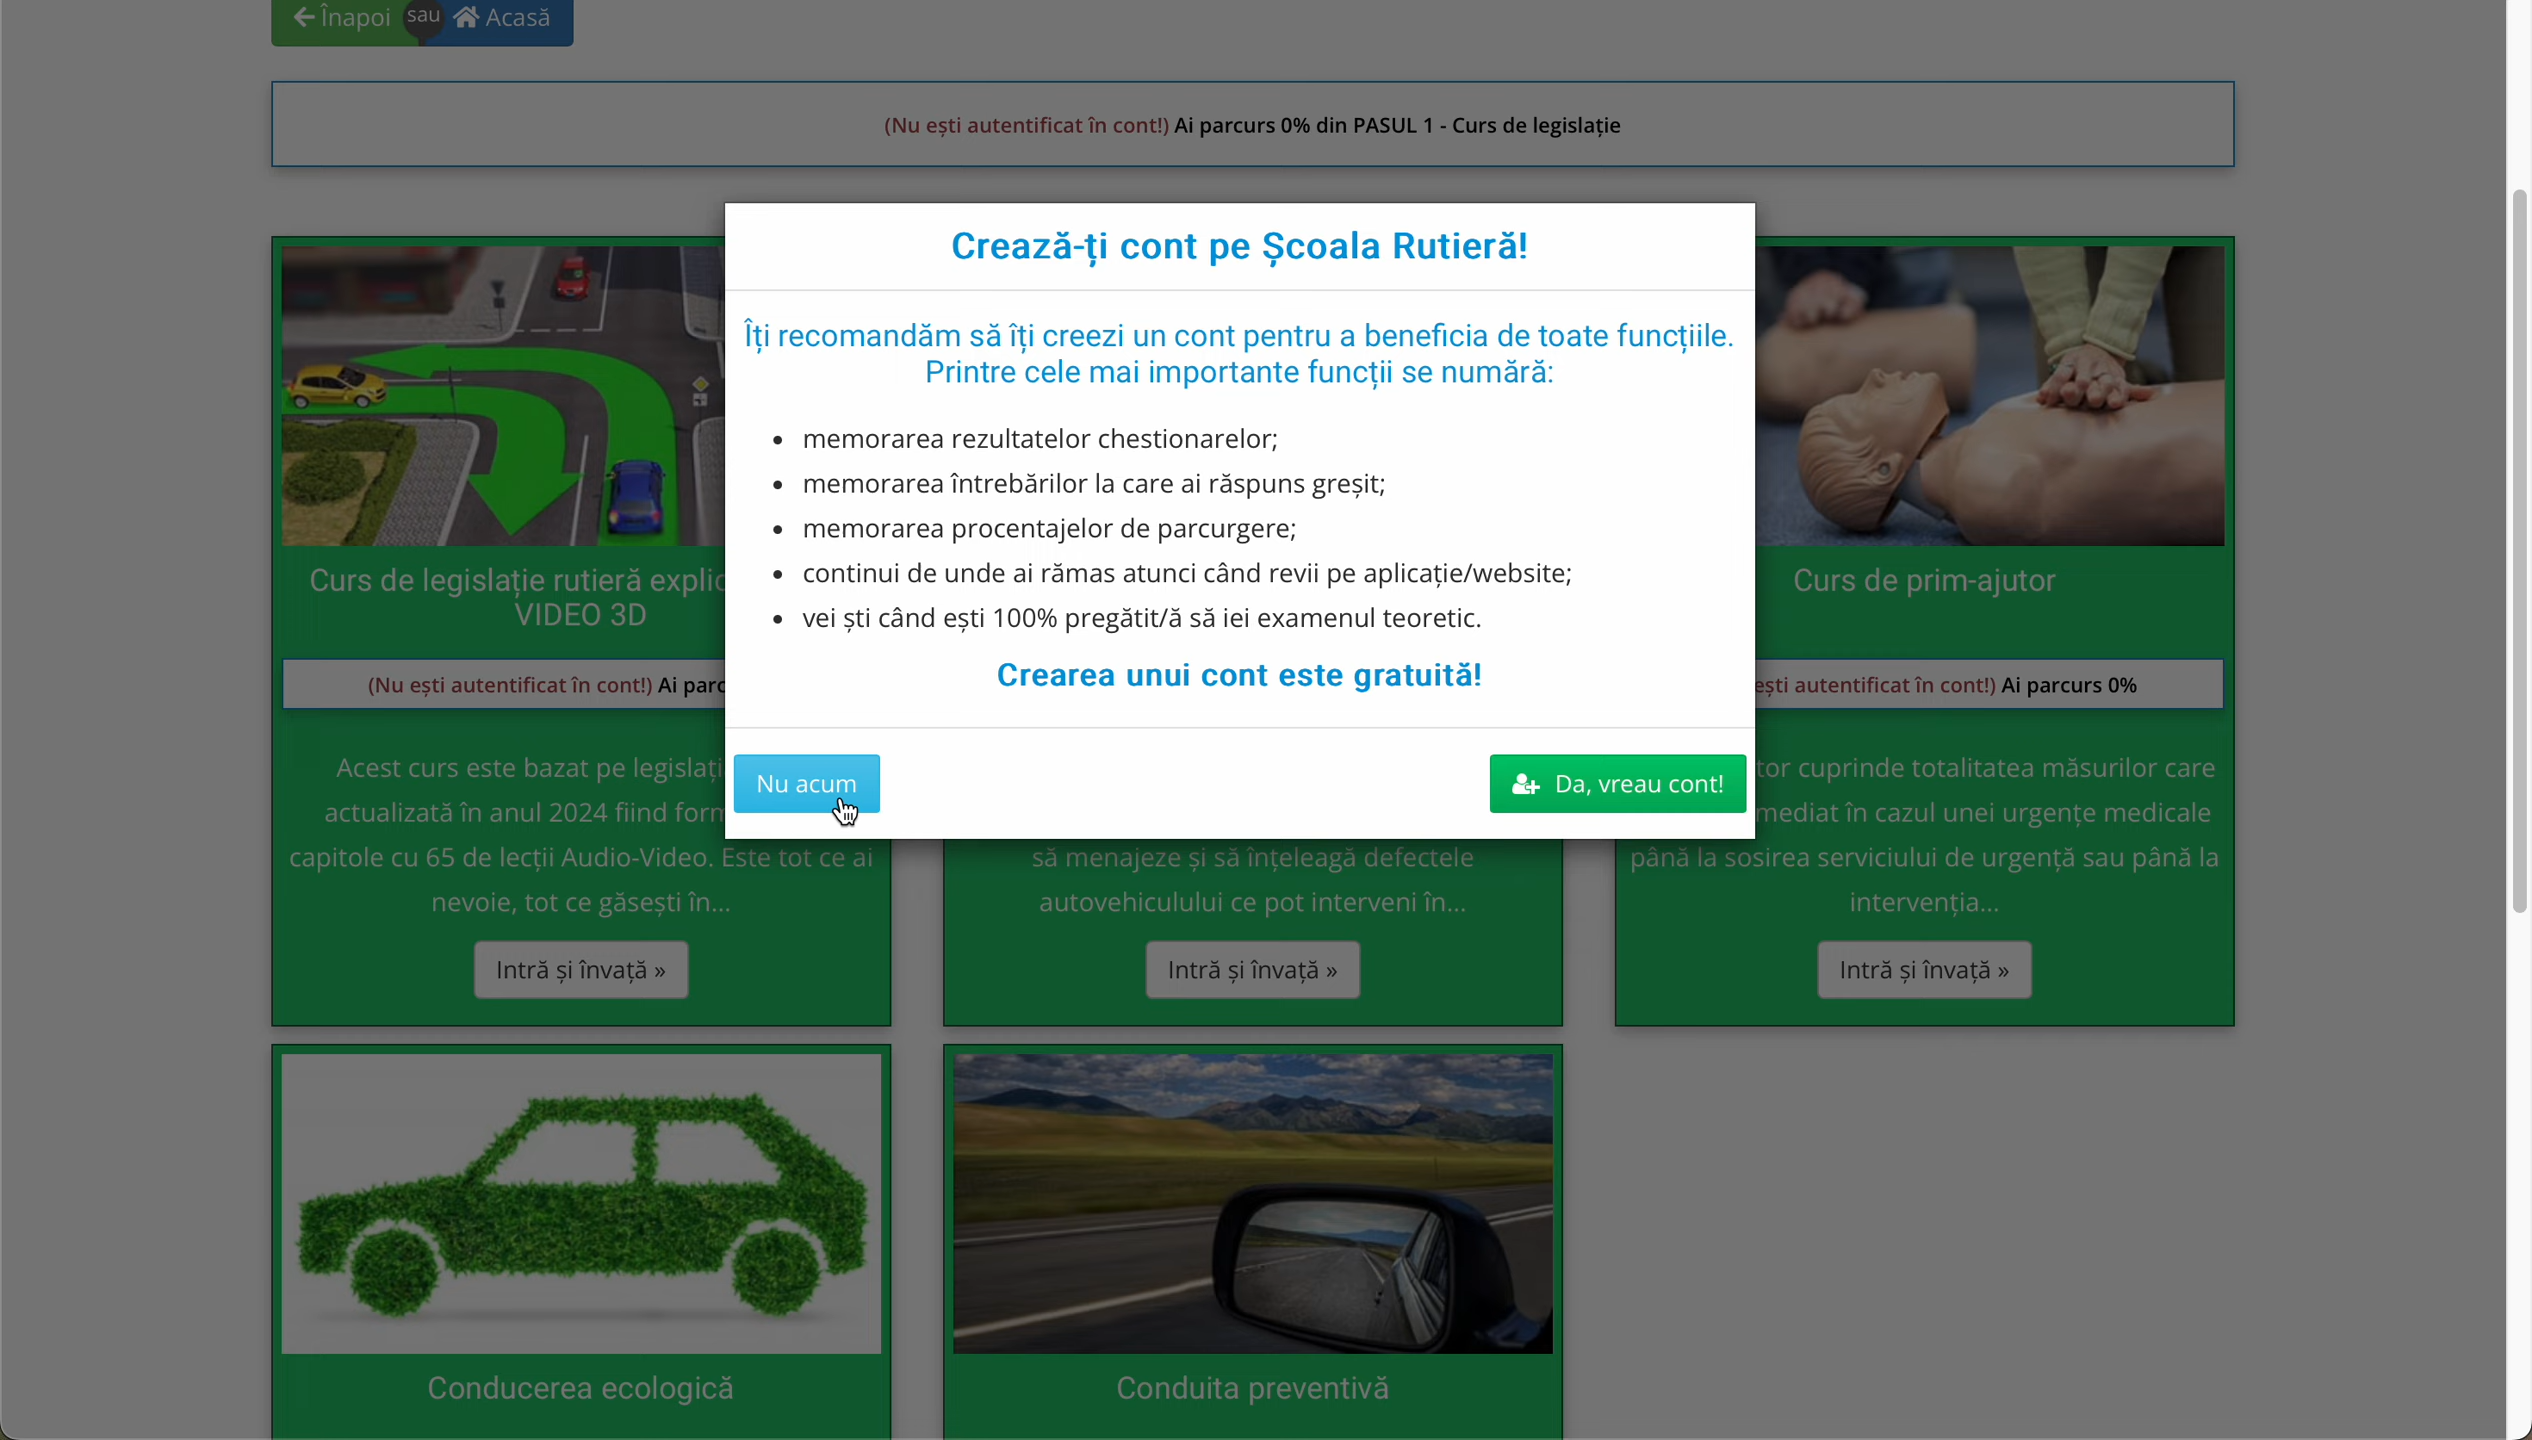 Înapoi sau Acasă
(Nu ești autentificat în cont!) Ai parcurs 0% din PASUL 1 - Curs de legislație
Crează-ți cont pe Școala Rutieră!
Îți recomandăm să îți creezi un cont pentru a beneficia de toate funcțiile.
Printre cele mai importante funcții se numără:
memorarea rezultatelor chestionarelor;
memorarea întrebărilor la care ai răspuns greșit;
memorarea procentajelor de parcurgere;
continui de unde ai rămas atunci când revii pe aplicație/website;
vei ști când ești 100% pregătit/ă să iei examenul teoretic.
Crearea unui cont este gratuită!
Nu acum
Da, vreau cont!
Curs de legislație rutieră
VIDEO 3D
(Nu ești autentificat în cont!) Ai
Acest curs este bazat pe
actualizată în anul 2024 fiind
capitole cu 65 de lecții Audio-Video. Este tot ce ai
nevoie, tot ce găsești în...
Intră și învață »
să menajeze și să înțeleagă defectele
autovehiculului ce pot interveni în...
Intră și învață »
Curs de prim-ajutor
ești autentificat în cont!) Ai parcurs 0%
cuprinde totalitatea măsurilor care
în cazul unei urgențe medicale
până la sosirea serviciului de urgență sau până la
intervenția...
Intră și învață »
Conducerea ecologică
Conduita preventivă